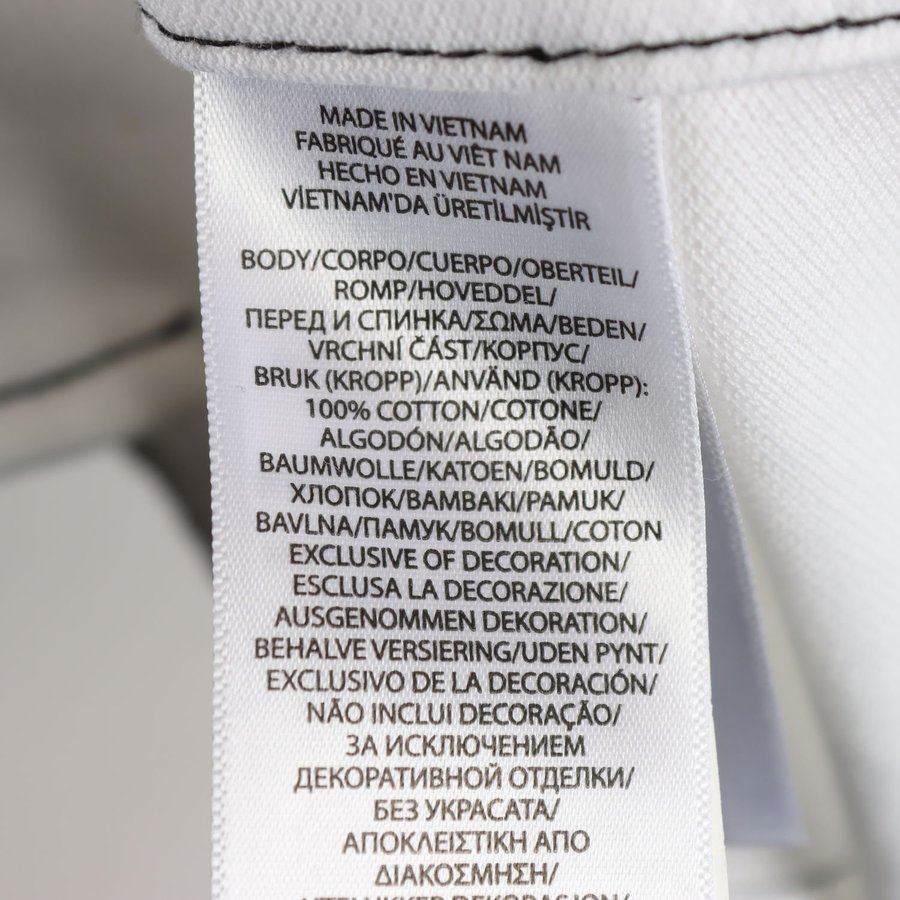 MADE IN VIETNAM
FABRIQUÉ AU VIÊT NAM
HECHO EN VIETNAM
VİETNAM'DA ÜRETİLMİŞTİR
BODY/CORPO/CUERPO/OBERTEIL/
ROMP/HOVEDDEL/
ПЕРЕД И СПИНКА/ΣΩΜΑ/BEDEN/
VRCHNÍ ČÁST/КОРПУС/
BRUK (KROPP)/ANVÄND (KROPP):
100% COTTON/COTONE/
ALGODÓN/ALGODÃO/
BAUMWOLLE/KATOEN/BOMULD/
ХЛОПОК/ΒΑΜΒΑΚΙ/PAMUK/
BAVLNA/ПАМУК/BOMULL/COTON
EXCLUSIVE OF DECORATION/
ESCLUSA LA DECORAZIONE/
AUSGENOMMEN DEKORATION/
BEHALVE VERSIERING/UDEN PYNT/
EXCLUSIVO DE LA DECORACIÓN/
NÃO INCLUI DECORAÇÃO/
ЗА ИСКЛЮЧЕНИЕМ
ДЕКОРАТИВНОЙ ОТДЕЛКИ/
БЕЗ УКРАСАТА/
ΑΠΟΚΛΕΙΣΤΙΚΗ ΑΠΟ
ΔΙΑΚΟΣΜΗΣΗ/